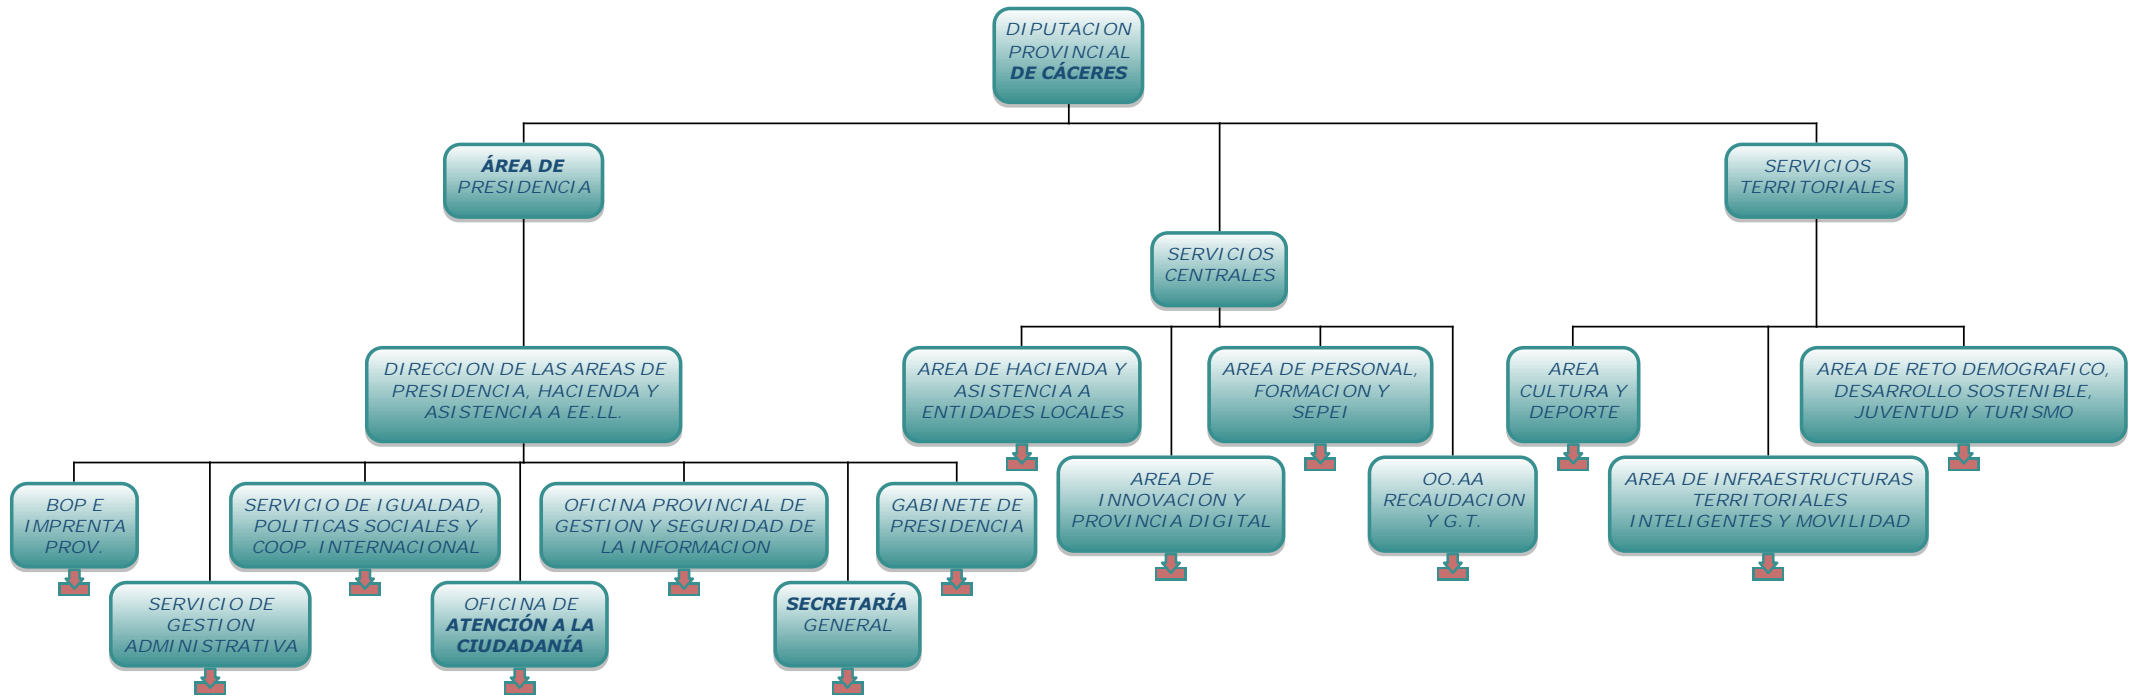 DIPUTACION
PROVINCIAL
DE CÁCERES
ÁREA DE
PRESIDENCIA
SERVICIOS
TERRITORIALES
SERVICIOS
CENTRALES
DIRECCION DE LAS AREAS DE
PRESIDENCIA, HACIENDA Y
ASISTENCIA A EE.LL.
AREA DE HACIENDA Y
ASISTENCIA A
ENTIDADES LOCALES
AREA DE PERSONAL,
FORMACION Y
SEPEI
AREA
CULTURA Y
DEPORTE
AREA DE RETO DEMOGRAFICO,
DESARROLLO SOSTENIBLE,
JUVENTUD Y TURISMO
AREA DE
INNOVACION Y
PROVINCIA DIGITAL
OO.AA
RECAUDACION
Y G.T.
AREA DE INFRAESTRUCTURAS
TERRITORIALES
INTELIGENTES Y MOVILIDAD
BOP E
IMPRENTA
PROV.
SERVICIO DE IGUALDAD,
POLITICAS SOCIALES Y
COOP. INTERNACIONAL
OFICINA PROVINCIAL DE
GESTION Y SEGURIDAD DE
LA INFORMACION
GABINETE DE
PRESIDENCIA
SERVICIO DE
GESTION
ADMINISTRATIVA
OFICINA DE
ATENCIÓN A LA
CIUDADANÍA
SECRETARÍA
GENERAL